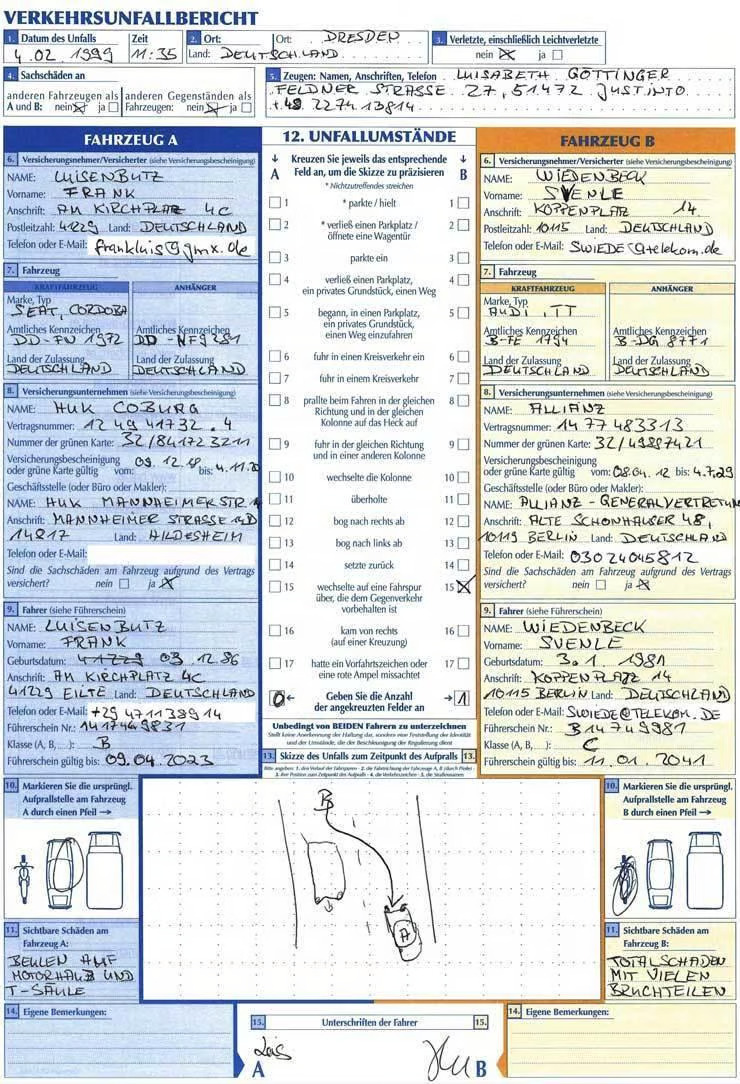 VERKEHRSUNFALLBERICHT
1. Datum des Unfalls Zeit
4.02.1999 11:35
2. Ort: Ort: DRESDEN
Land: DEUTSCHLAND
3. Verletzte, einschließlich Leichtverletzte
nein ja
4. Sachschäden an
anderen Fahrzeugen als A und B: nein ja
anderen Gegenständen als Fahrzeugen: nein ja
5. Zeugen: Namen, Anschriften, Telefon LUISABETH GÖTTINGER
FELDNER STRASSE 27, 51472 JUSTINTO
+49 2274 13814
FAHRZEUG A
6. Versicherungsnehmer/Versicherter (siehe Versicherungsbescheinigung)
NAME: LUISENBUTZ
Vorname: FRANK
Anschrift: AM KIRCHPLATZ 4C
Postleitzahl: 41229 Land: DEUTSCHLAND
Telefon oder E-Mail: frankluis@gmx.de
7. Fahrzeug
KRAFTFAHRZEUG ANHÄNGER
Marke, Typ
SEAT, CORDOBA
Amtliches Kennzeichen Amtliches Kennzeichen
DD-FW 1972 DD-NF9381
Land der Zulassung Land der Zulassung
DEUTSCHLAND DEUTSCHLAND
8. Versicherungsunternehmen (siehe Versicherungsbescheinigung)
NAME: HUK COBURG
Vertragsnummer: 12 49 41732.4
Nummer der grünen Karte: 32/841723211
Versicherungsbescheinigung
oder grüne Karte gültig vom: 09.12.18 bis: 4.11.20
Geschäftsstelle (oder Büro oder Makler):
NAME: HUK MANNHEIMER STR
Anschrift: MANNHEIMER STRASSE 14D
14817 Land: HILDESHEIM
Telefon oder E-Mail:
Sind die Sachschäden am Fahrzeug aufgrund des Vertrags
versichert? nein ja
9. Fahrer (siehe Führerschein)
NAME: LUISENBUTZ
Vorname: FRANK
Geburtsdatum: 41229 03.12.86
Anschrift: AM KIRCHPLATZ 4C
41229 EILTE Land: DEUTSCHLAND
Telefon oder E-Mail: +29 471138914
Führerschein Nr.: 1417469831
Klasse (A, B,....): B
Führerschein gültig bis: 09.04.2023
12. UNFALLUMSTÄNDE
A Kreuzen Sie jeweils das entsprechende B
Feld an, um die Skizze zu präzisieren
* Nichtzutreffendes streichen
1 * parkte / hielt 1
2 * verließ einen Parkplatz / 2
öffnete eine Wagentür
3 parkte ein 3
4 verließ einen Parkplatz, 4
ein privates Grundstück, einen Weg
5 begann, in einen Parkplatz, 5
ein privates Grundstück,
einen Weg einzufahren
6 fuhr in einen Kreisverkehr ein 6
7 fuhr in einem Kreisverkehr 7
8 prallte beim Fahren in der gleichen 8
Richtung und in der gleichen
Kolonne auf das Heck auf
9 fuhr in der gleichen Richtung 9
und in einer anderen Kolonne
10 wechselte die Kolonne 10
11 überholte 11
12 bog nach rechts ab 12
13 bog nach links ab 13
14 setzte zurück 14
15 wechselte auf eine Fahrspur 15
über, die dem Gegenverkehr
vorbehalten ist
16 kam von rechts 16
(auf einer Kreuzung)
17 hatte ein Vorfahrtszeichen oder 17
eine rote Ampel missachtet
0 Geben Sie die Anzahl 1
der angekreuzten Felder an
Unbedingt von BEIDEN Fahrern zu unterzeichnen
Stellt keine Anerkennung der Haftung dar, sondern eine Feststellung der Identität
und der Umstände, die der Beschleunigung der Regulierung dient
FAHRZEUG B
6. Versicherungsnehmer/Versicherter (siehe Versicherungsbescheinigung)
NAME: WIEDENBECK
Vorname: SVENLE
Anschrift: KOPPENPLATZ 14
Postleitzahl: 10115 Land: DEUTSCHLAND
Telefon oder E-Mail: SWIEDE@telekom.de
7. Fahrzeug
KRAFTFAHRZEUG ANHÄNGER
Marke, Typ
AUDI, TT
Amtliches Kennzeichen Amtliches Kennzeichen
B-FE 1794 B-DG 8771
Land der Zulassung Land der Zulassung
DEUTSCHLAND DEUTSCHLAND
8. Versicherungsunternehmen (siehe Versicherungsbescheinigung)
NAME: ALLIANZ
Vertragsnummer: 14 77 483313
Nummer der grünen Karte: 32/49887421
Versicherungsbescheinigung
oder grüne Karte gültig vom: 08.04.12 bis: 4.7.29
Geschäftsstelle (oder Büro oder Makler):
NAME: ALLIANZ-GENERALVERTRETUN
Anschrift: ALTE SCHÖNHAUSER 48,
10119 BERLIN Land: DEUTSCHLAND
Telefon oder E-Mail: 03024045812
Sind die Sachschäden am Fahrzeug aufgrund des Vertrags
versichert? nein ja
9. Fahrer (siehe Führerschein)
NAME: WIEDENBECK
Vorname: SVENLE
Geburtsdatum: 3.1.1981
Anschrift: KOPPENPLATZ 14
10115 BERLIN Land: DEUTSCHLAND
Telefon oder E-Mail: SWIEDE@TELEKOM.DE
Führerschein Nr.: B14749981
Klasse (A, B,....): C
Führerschein gültig bis: 11.01.2041
10. Markieren Sie die ursprüngl.
Aufprallstelle am Fahrzeug
A durch einen Pfeil →
11. Sichtbare Schäden am
Fahrzeug A:
BEULEN AUF
MOTORHAUB UND
T-SÄULE
13. Skizze des Unfalls zum Zeitpunkt des Aufpralls 13.
B
A
10. Markieren Sie die ursprüngl.
Aufprallstelle am Fahrzeug
B durch einen Pfeil →
11. Sichtbare Schäden am
Fahrzeug B:
TOTALSCHADEN
MIT VIELEN
BRUCHTEILEN
14. Eigene Bemerkungen:
15. Unterschriften der Fahrer 15.
A B
14. Eigene Bemerkungen: